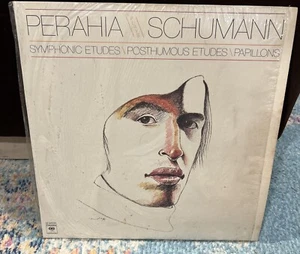 PERAHIA \\\ SCHUMANN
SYMPHONIC ETUDES \ POSTHUMOUS ETUDES \ PAPILLONS